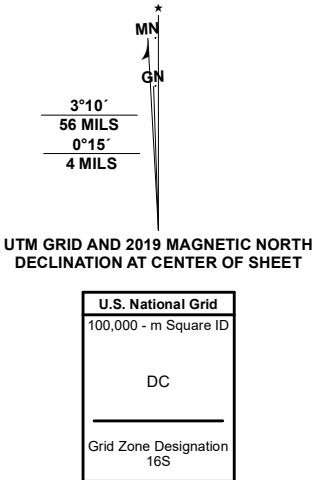 MN
GN
3°10´
56 MILS
0°15´
4 MILS
UTM GRID AND 2019 MAGNETIC NORTH
DECLINATION AT CENTER OF SHEET
U.S. National Grid
100,000 - m Square ID
DC
Grid Zone Designation
16S